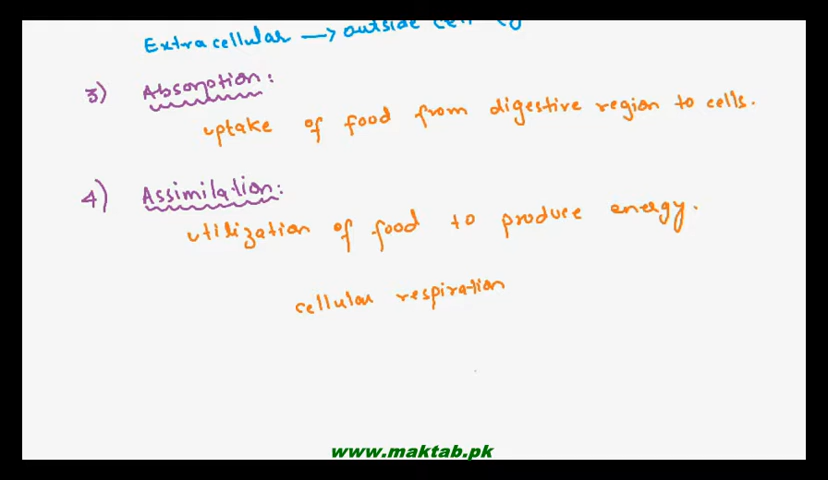 Extracellular → outside cell
3) Absorption:
uptake of food from digestive region to cells.
4) Assimilation:
utilization of food to produce energy.
cellular respiration
www.maktab.pk